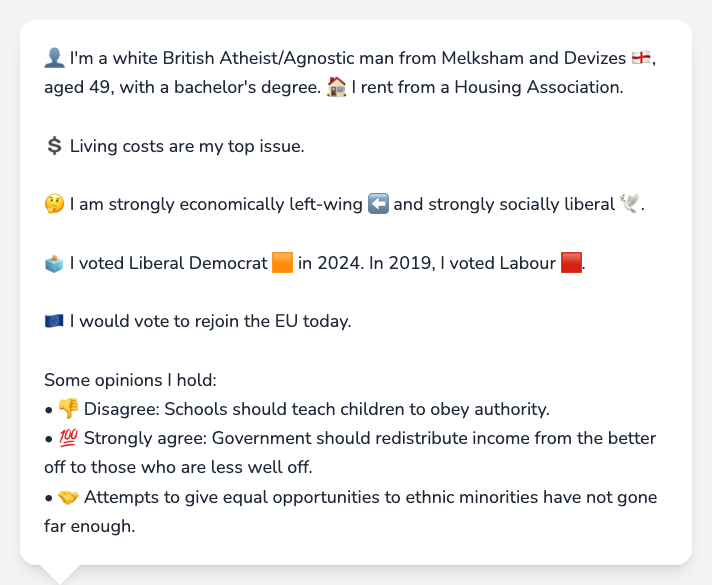 👤 I'm a white British Atheist/Agnostic man from Melksham and Devizes 🏴󠁧󠁢󠁥󠁮󠁧󠁿,
aged 49, with a bachelor's degree. 🏠 I rent from a Housing Association.
💲 Living costs are my top issue.
🤔 I am strongly economically left-wing ⬅️ and strongly socially liberal 🕊️.
🗳️ I voted Liberal Democrat 🟧 in 2024. In 2019, I voted Labour 🟥.
🇪🇺 I would vote to rejoin the EU today.
Some opinions I hold:
• 👎 Disagree: Schools should teach children to obey authority.
• 💯 Strongly agree: Government should redistribute income from the better
off to those who are less well off.
• 🤝 Attempts to give equal opportunities to ethnic minorities have not gone
far enough.